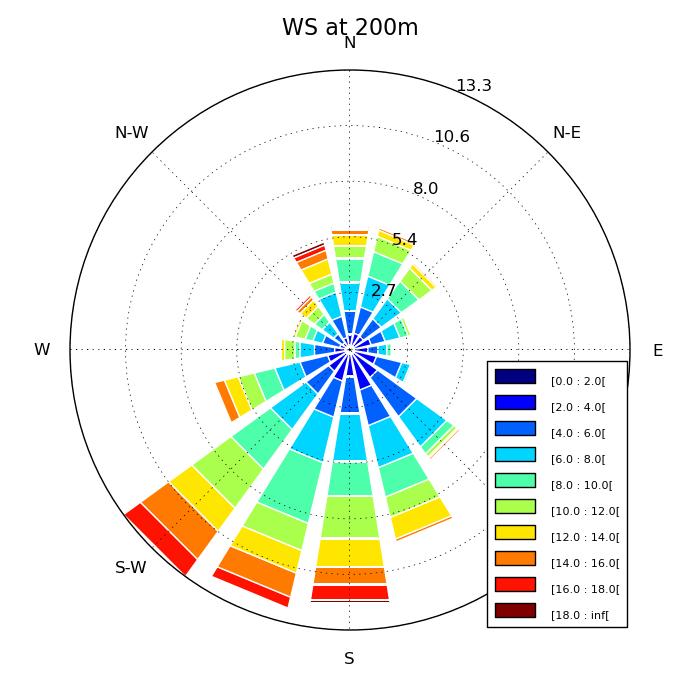 WS at 200m
N
13.3
N-W
10.6
N-E
8.0
5.4
2.7
W
E
[0.0 : 2.0[
[2.0 : 4.0[
[4.0 : 6.0[
[6.0 : 8.0[
[8.0 : 10.0[
[10.0 : 12.0[
[12.0 : 14.0[
[14.0 : 16.0[
[16.0 : 18.0[
[18.0 : inf[
S-W
S